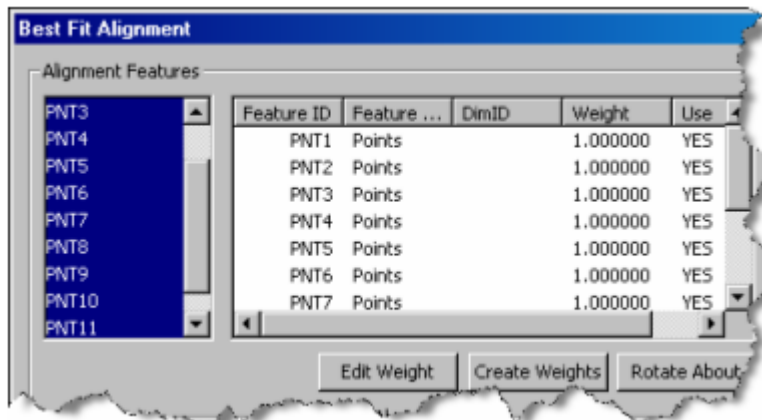 Best Fit Alignment
Alignment Features
PNT3
PNT4
PNT5
PNT6
PNT7
PNT8
PNT9
PNT10
PNT11
Feature ID Feature ... DimID Weight Use
PNT1 Points 1.000000 YES
PNT2 Points 1.000000 YES
PNT3 Points 1.000000 YES
PNT4 Points 1.000000 YES
PNT5 Points 1.000000 YES
PNT6 Points 1.000000 YES
PNT7 Points 1.000000 YES
Edit Weight Create Weights Rotate About